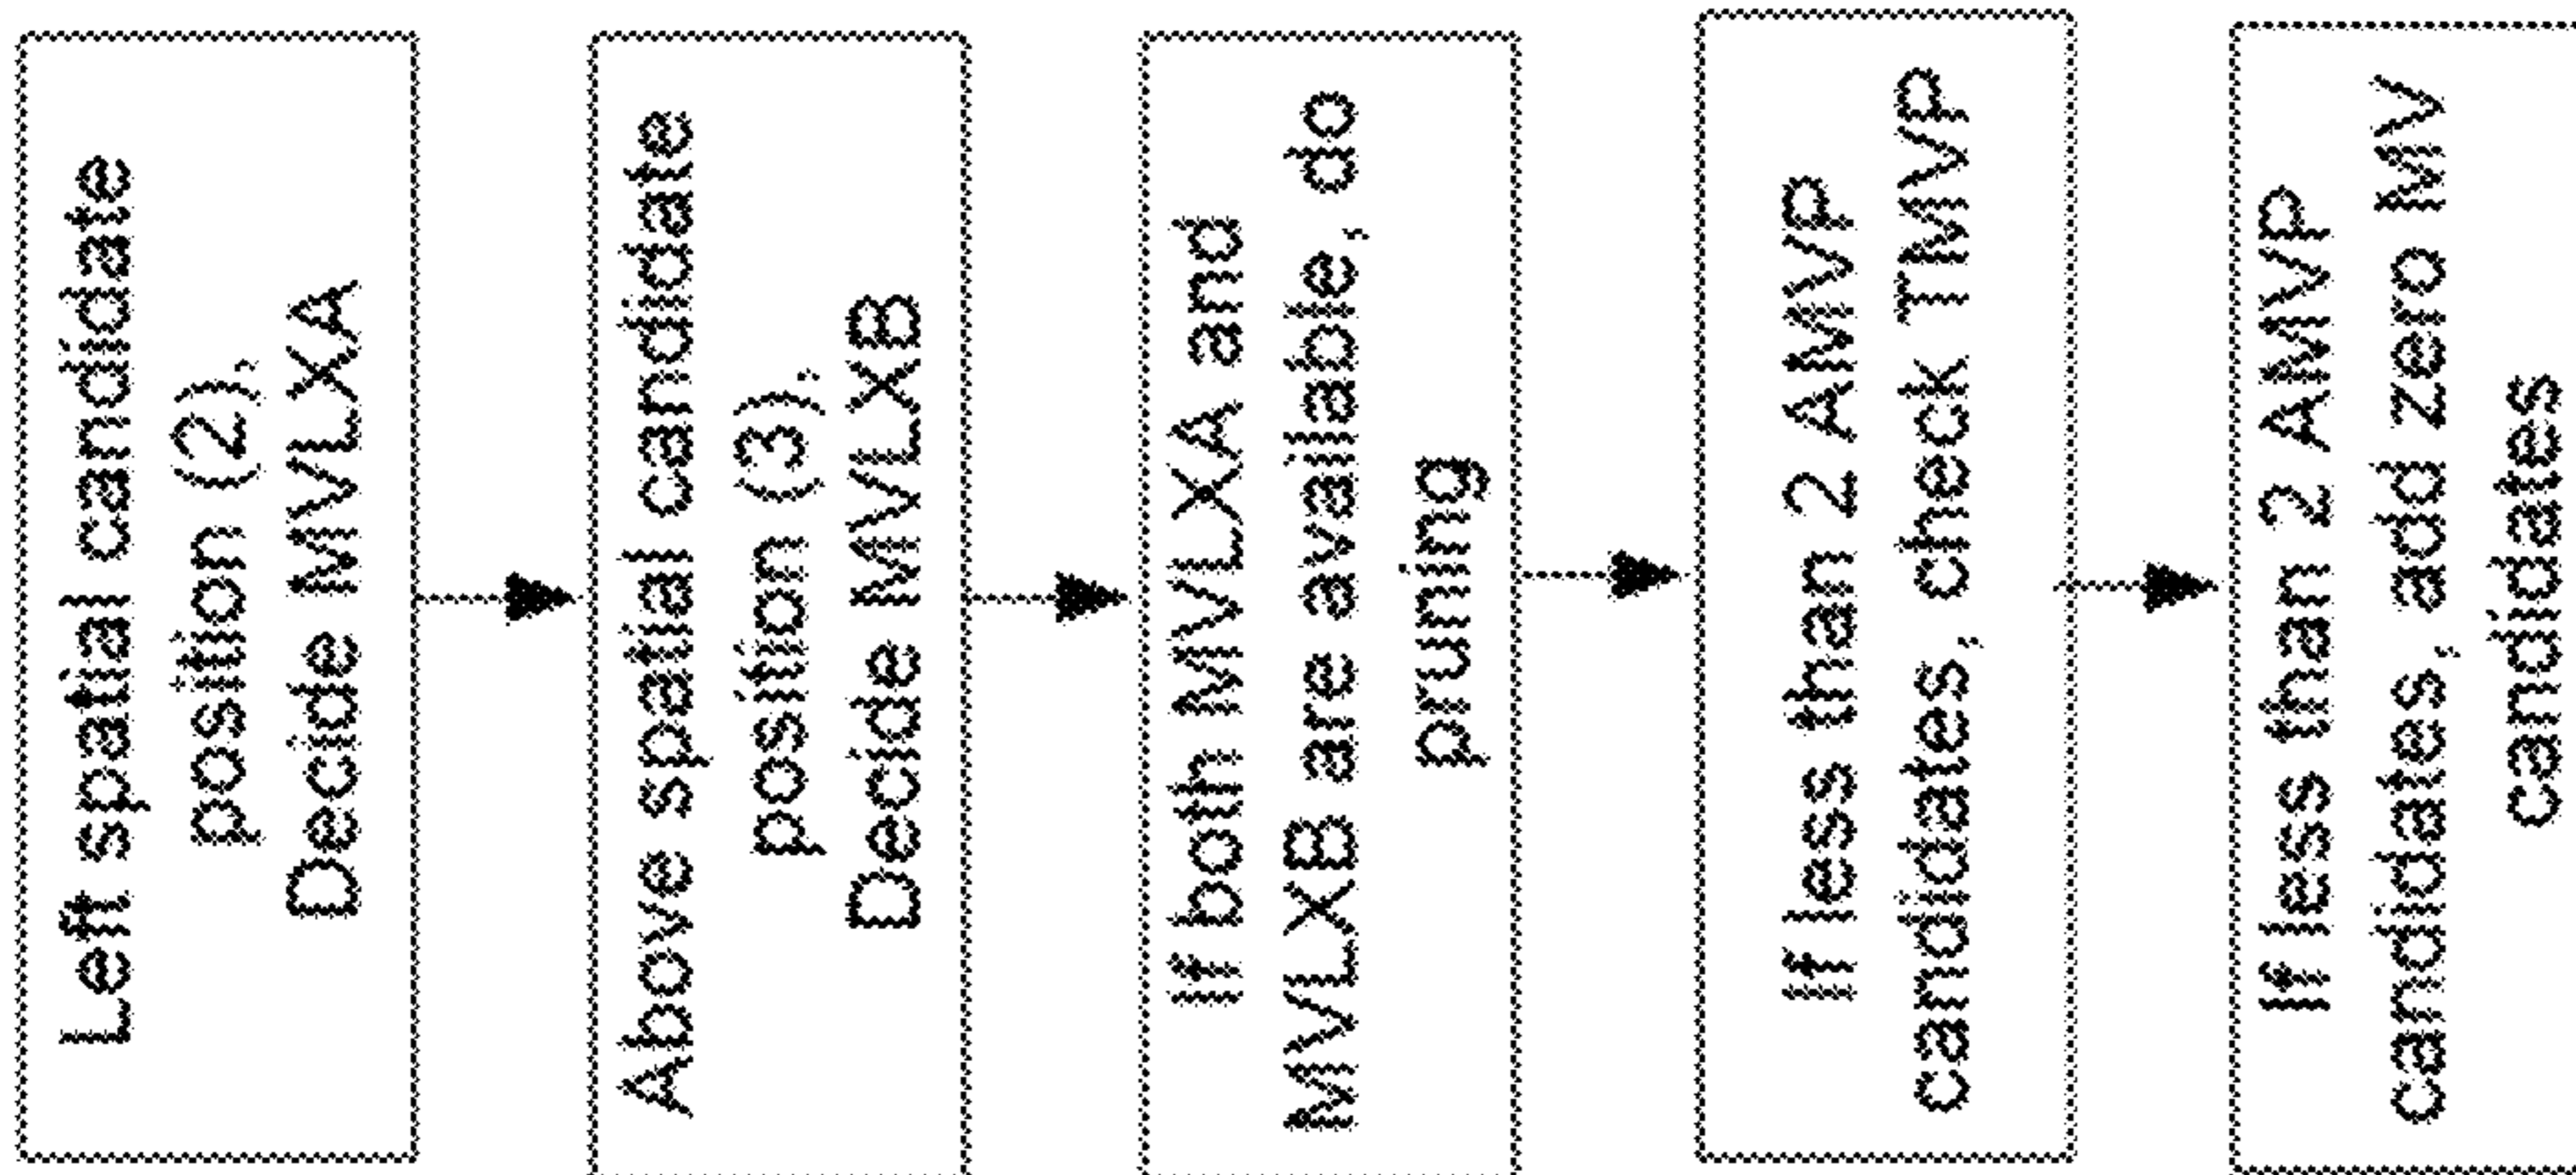 Left spatial candidate
position (2),
Decide MVLXA
Above spatial candidate
position (3),
Decide MVLXB
If both MVLXA and
MVLXB are available, do
pruning
If less than 2 AMVP
candidates, check TMVP
If less than 2 AMVP
candidates, add zero MV
candidates